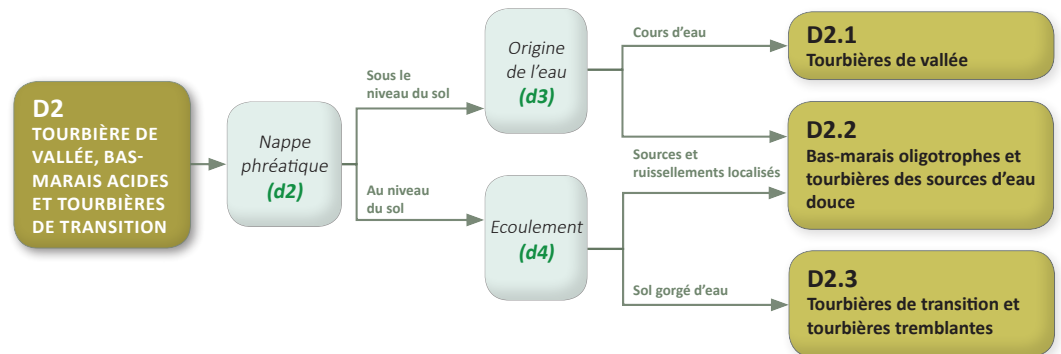 D2
TOURBIÈRE DE
VALLÉE, BAS-
MARAIS ACIDES
ET TOURBIÈRES
DE TRANSITION
Nappe
phréatique
(d2)
Sous le
niveau du sol
Au niveau
du sol
Origine
de l’eau
(d3)
Ecoulement
(d4)
Cours d’eau
Sources et
ruissellements localisés
Sol gorgé d’eau
D2.1
Tourbières de vallée
D2.2
Bas-marais oligotrophes et
tourbières des sources d’eau
douce
D2.3
Tourbières de transition et
tourbières tremblantes